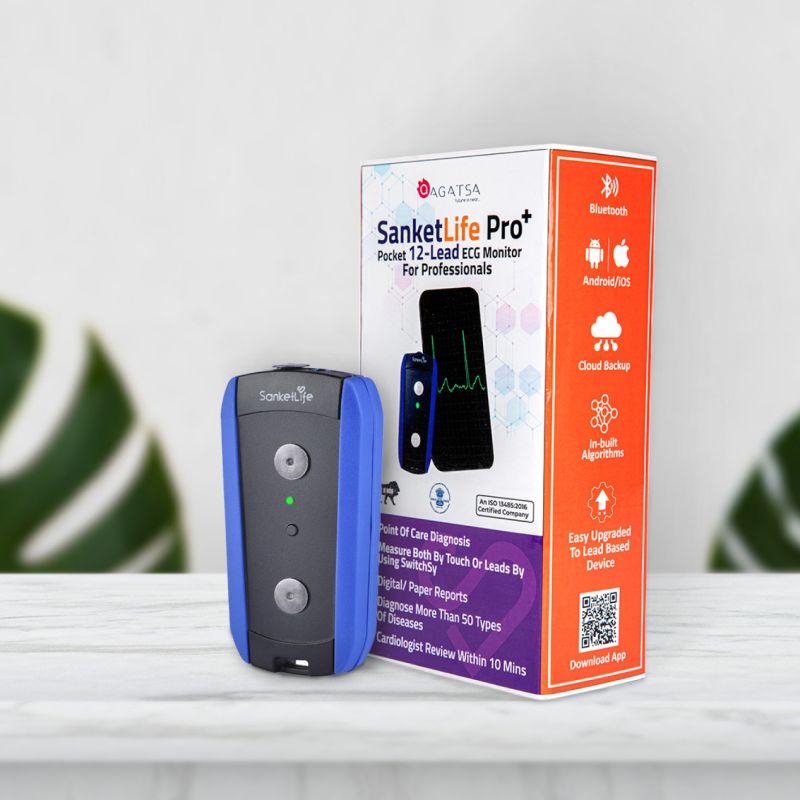 SanketLife
AGATSA
future is near..
SanketLife Pro+
Pocket 12-Lead ECG Monitor
For Professionals
SanketLife
An ISO 13485:2016
Certified Company
Point Of Care Diagnosis
Measure Both By Touch Or Leads By
Using SwitchSy
Digital/ Paper Reports
Diagnose More Than 50 Types
Of Diseases
Cardiologist Review Within 10 Mins
Bluetooth
Android/iOS
Cloud Backup
In-built
Algorithms
Easy Upgraded
To Lead Based
Device
Download App